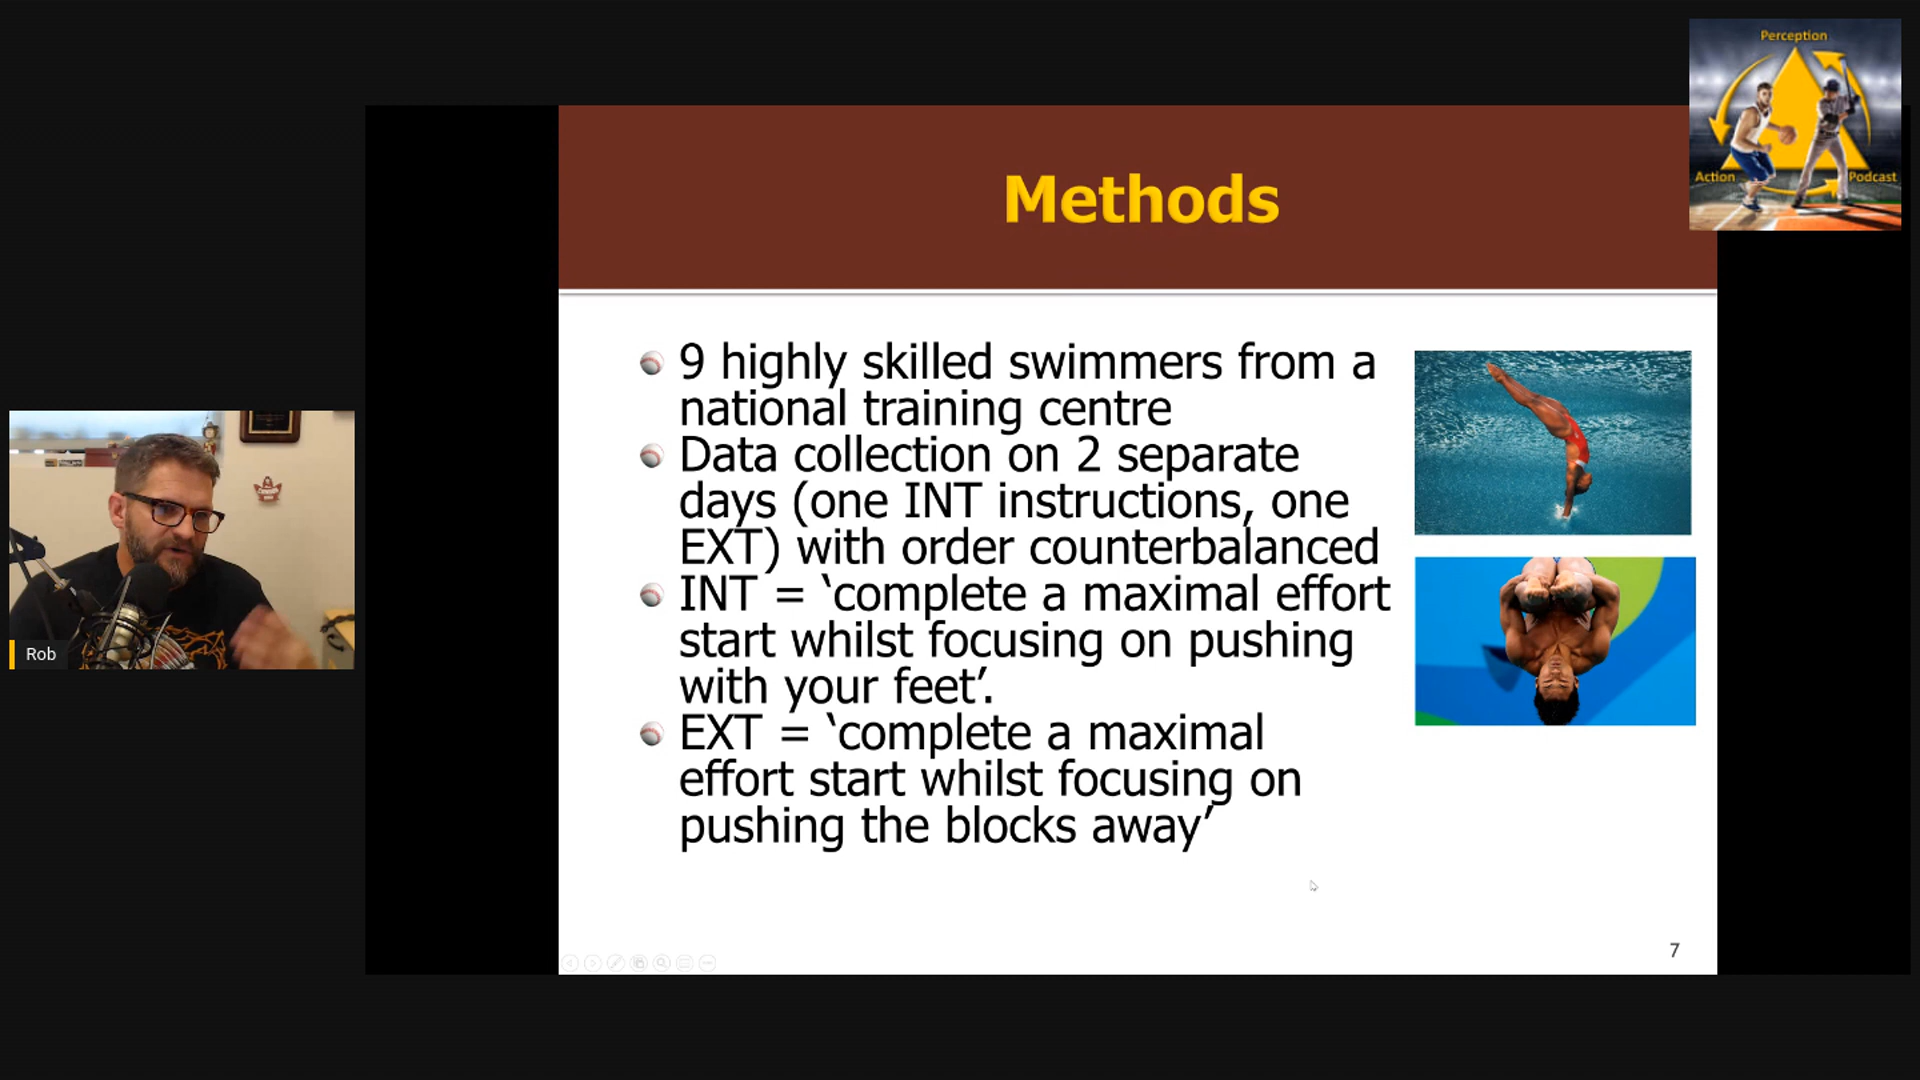 Perception
Action
Podcast
Methods
9 highly skilled swimmers from a
national training centre
Data collection on 2 separate
days (one INT instructions, one
EXT) with order counterbalanced
INT = ‘complete a maximal effort
start whilst focusing on pushing
with your feet’.
EXT = ‘complete a maximal
effort start whilst focusing on
pushing the blocks away’
Rob
7